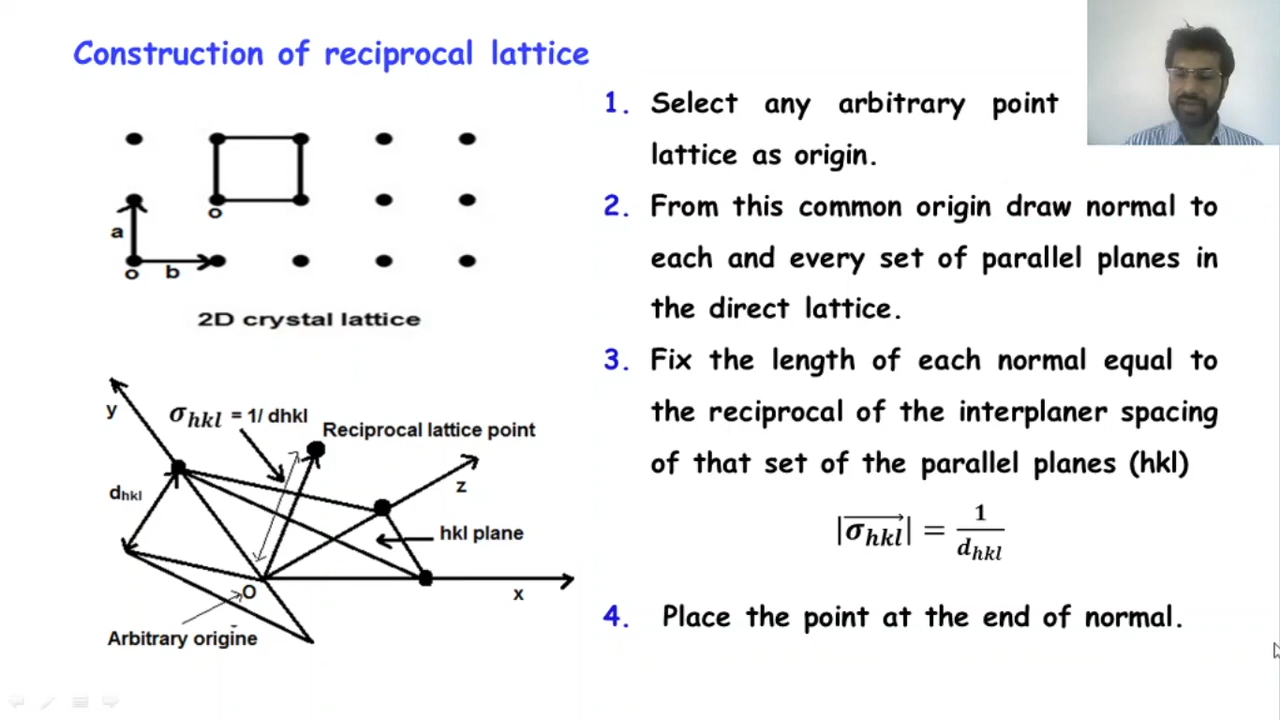 Construction of reciprocal lattice
a
o
b
o
2D crystal lattice
y
σhkl = 1/ dhkl
Reciprocal lattice point
z
dhkl
hkl plane
O
x
Arbitrary origine
1. Select any arbitrary point
lattice as origin.
2. From this common origin draw normal to
each and every set of parallel planes in
the direct lattice.
3. Fix the length of each normal equal to
the reciprocal of the interplaner spacing
of that set of the parallel planes (hkl)
|σhkl| = 1/dhkl
4. Place the point at the end of normal.